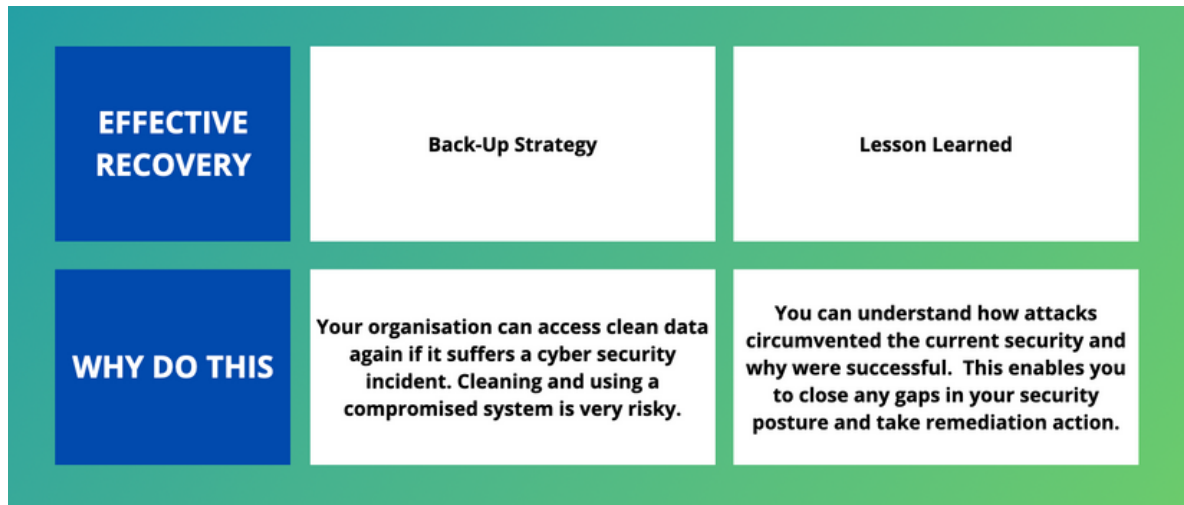 EFFECTIVE
RECOVERY
Back-Up Strategy
Lesson Learned
WHY DO THIS
Your organisation can access clean data
again if it suffers a cyber security
incident. Cleaning and using a
compromised system is very risky.
You can understand how attacks
circumvented the current security and
why were successful.  This enables you
to close any gaps in your security
posture and take remediation action.